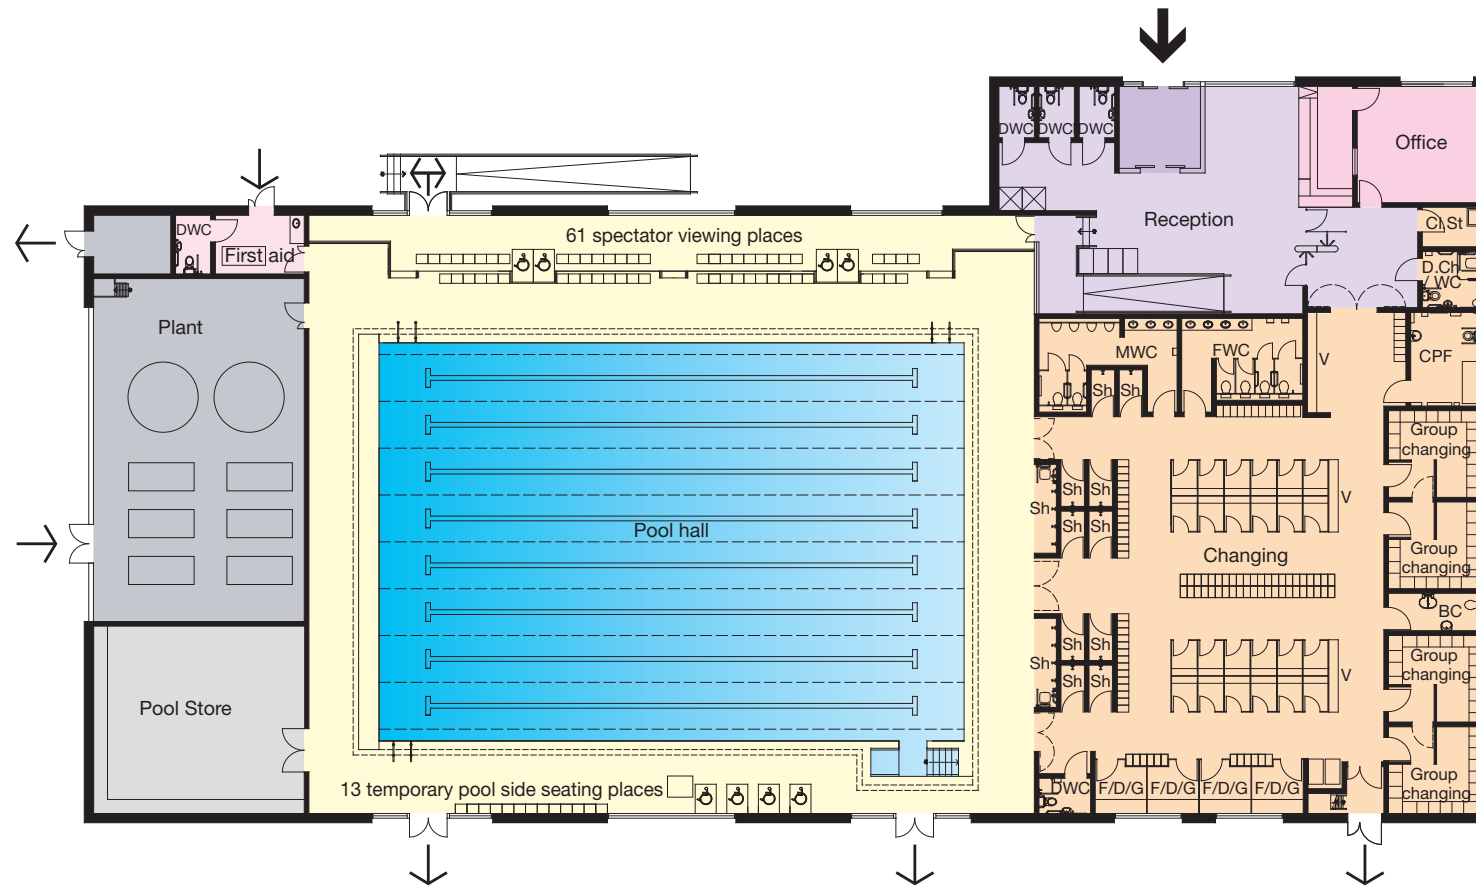 DWC
DWC
DWC
Office
DWC
First aid
61 spectator viewing places
Reception
Cl St
D.Ch
/ WC
Plant
MWC
FWC
V
CPF
Sh
Sh
Group
changing
Sh
Sh
V
Sh
Sh
Sh
Pool hall
Changing
Group
changing
BC
Sh
Sh
Group
changing
Sh
Sh
Sh
V
Pool Store
13 temporary pool side seating places
DWC
F/D/G
F/D/G
F/D/G
F/D/G
Group
changing